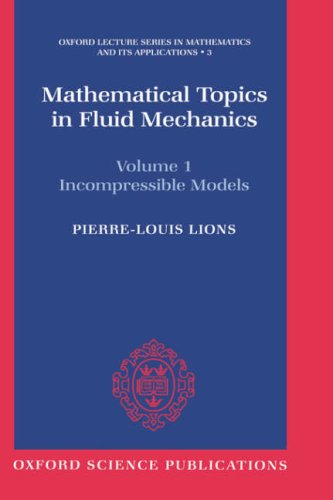 OXFORD LECTURE SERIES IN MATHEMATICS
AND ITS APPLICATIONS • 3
Mathematical Topics
in Fluid Mechanics
Volume 1
Incompressible Models
PIERRE-LOUIS LIONS
OXFORD SCIENCE PUBLICATIONS